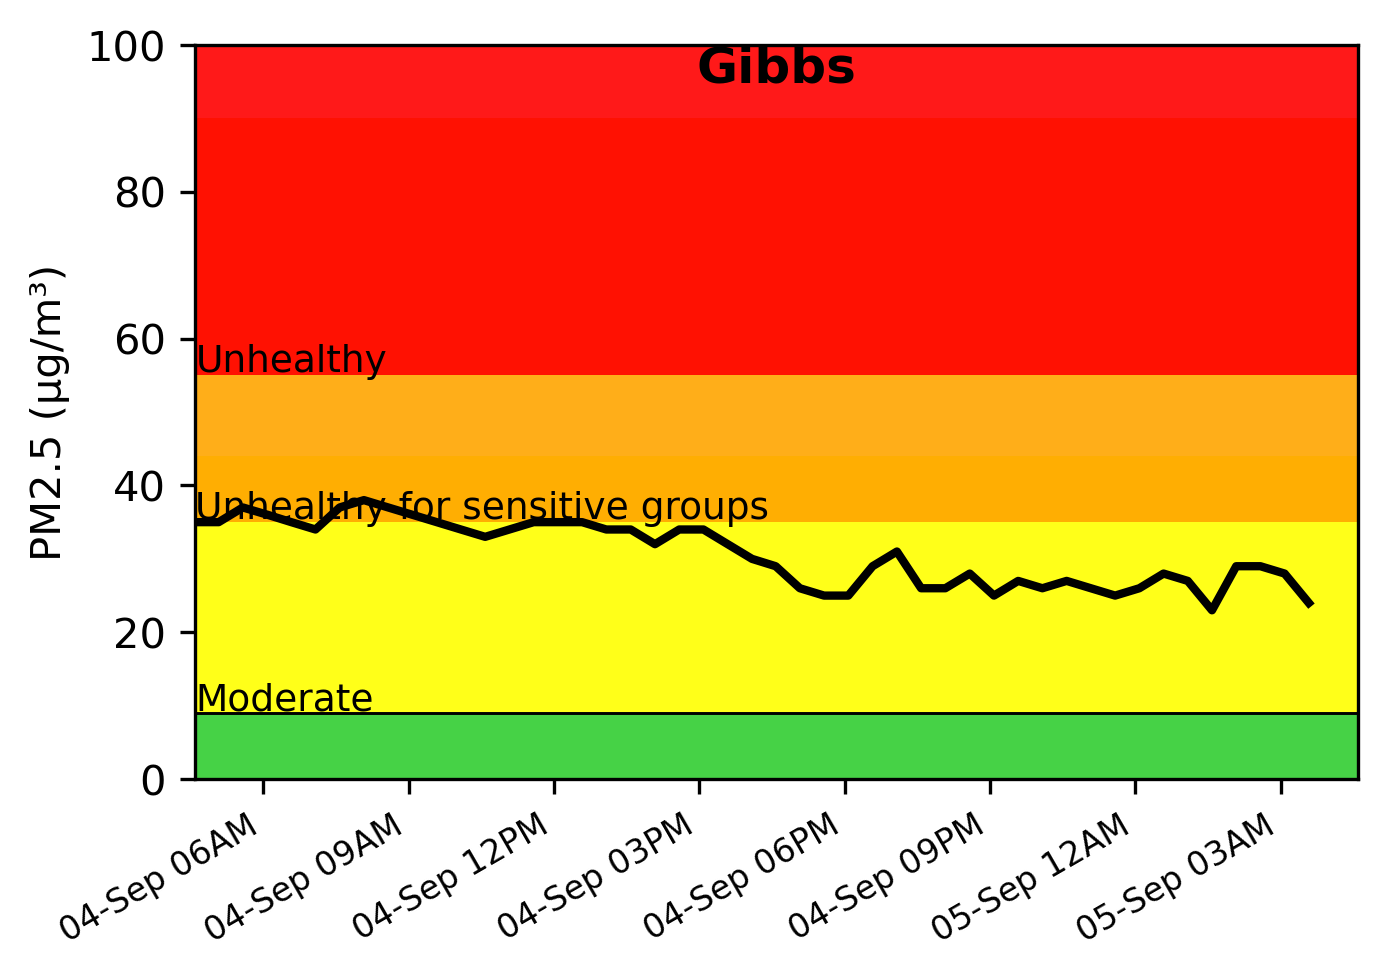 Gibbs
100
80
60
40
20
0
PM2.5 (µg/m³)
Unhealthy
Unhealthy for sensitive groups
Moderate
04-Sep 06AM
04-Sep 09AM
04-Sep 12PM
04-Sep 03PM
04-Sep 06PM
04-Sep 09PM
05-Sep 12AM
05-Sep 03AM